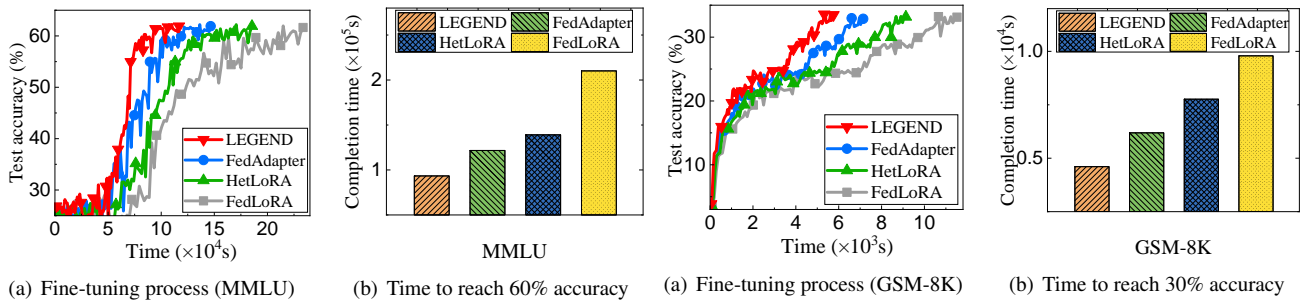 Test accuracy (%)
60
50
40
30
LEGEND
FedAdapter
HetLoRA
FedLoRA
0 5 10 15 20
Time (×10⁴s)
(a) Fine-tuning process (MMLU)
Completion time (×10⁵s)
2
1
LEGEND FedAdapter
HetLoRA FedLoRA
MMLU
(b) Time to reach 60% accuracy
Test accuracy (%)
30
20
10
LEGEND
FedAdapter
HetLoRA
FedLoRA
0 2 4 6 8 10
Time (×10³s)
(a) Fine-tuning process (GSM-8K)
Completion time (×10⁴s)
1.0
0.5
LEGEND FedAdapter
HetLoRA FedLoRA
GSM-8K
(b) Time to reach 30% accuracy